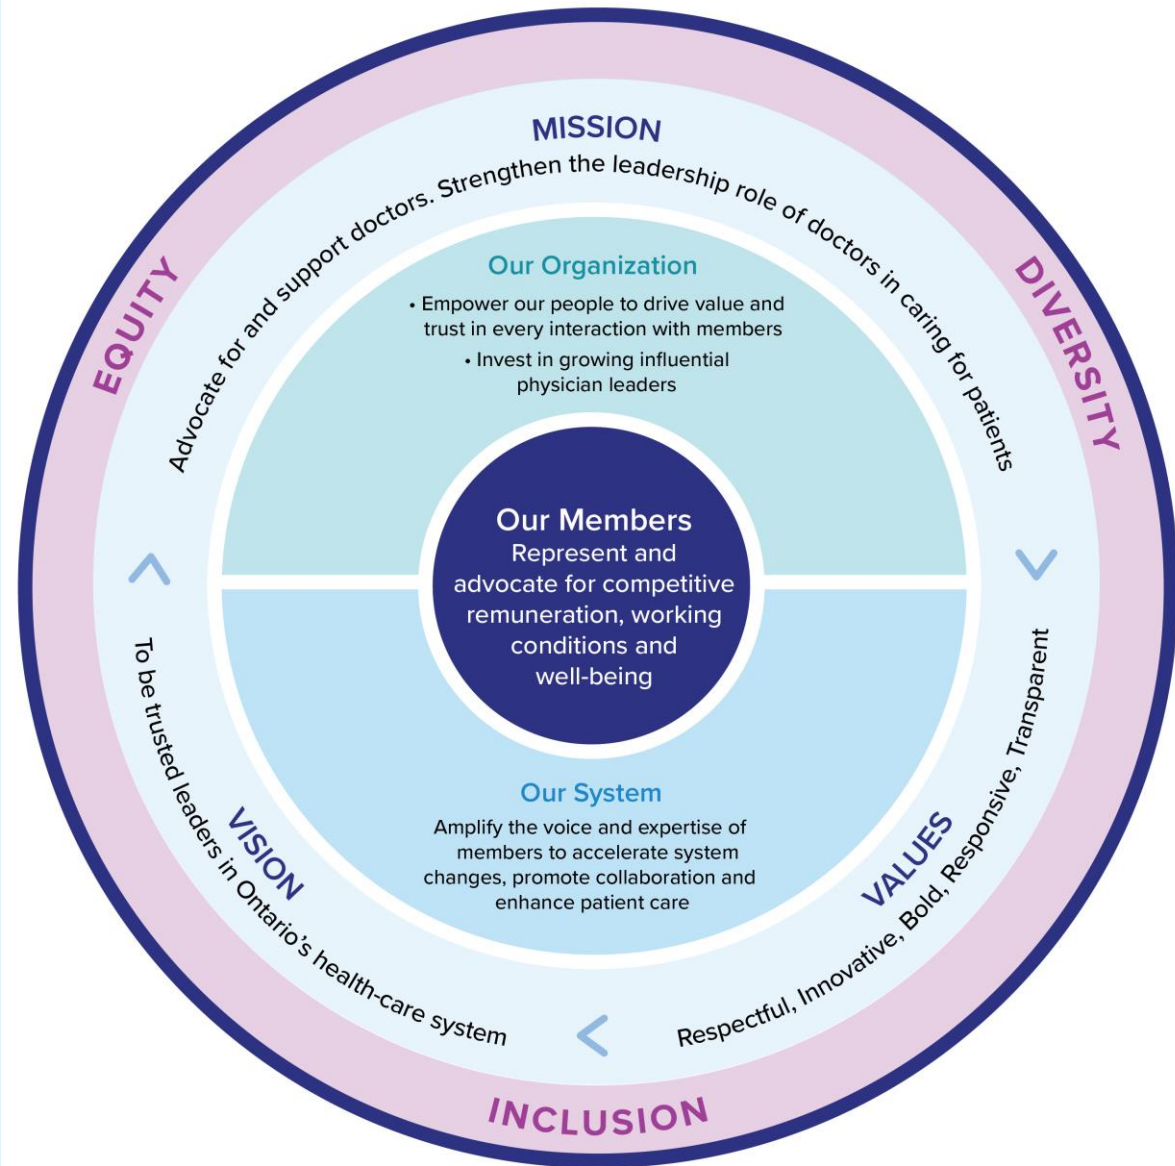 MISSION
Advocate for and support doctors. Strengthen the leadership role of doctors in caring for patients
EQUITY
DIVERSITY
Our Organization
• Empower our people to drive value and
trust in every interaction with members
• Invest in growing influential
physician leaders
Our Members
Represent and
advocate for competitive
remuneration, working
conditions and
well-being
Our System
Amplify the voice and expertise of
members to accelerate system
changes, promote collaboration and
enhance patient care
VALUES
Respectful, Innovative, Bold, Responsive, Transparent
VISION
To be trusted leaders in Ontario’s health-care system
INCLUSION